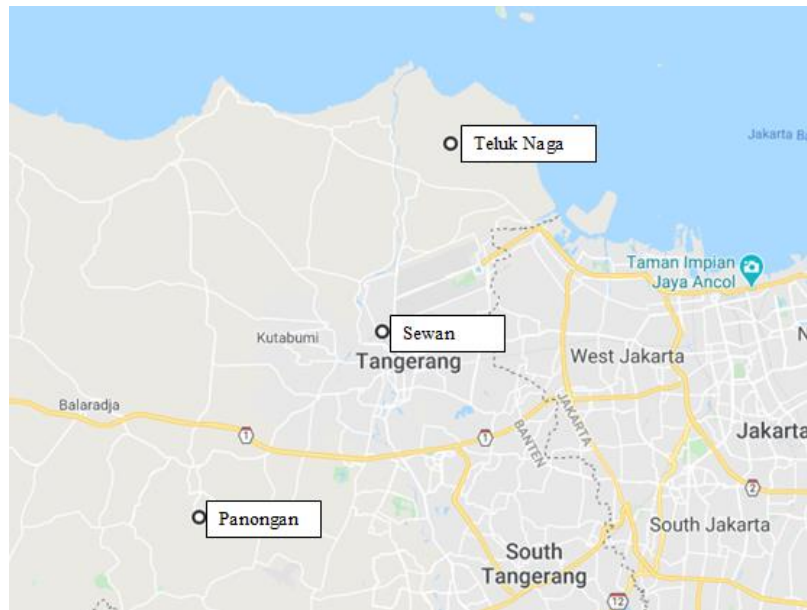 Teluk Naga
Jakarta Ba
Taman Impian
Jaya Ancol
Sewan
Kutabumi
Tangerang
West Jakarta
N
Balaradja
JAKARTA
BANTEN
1
1
Jakarta
2
Panongan
South Jakarta
South
Tangerang
12